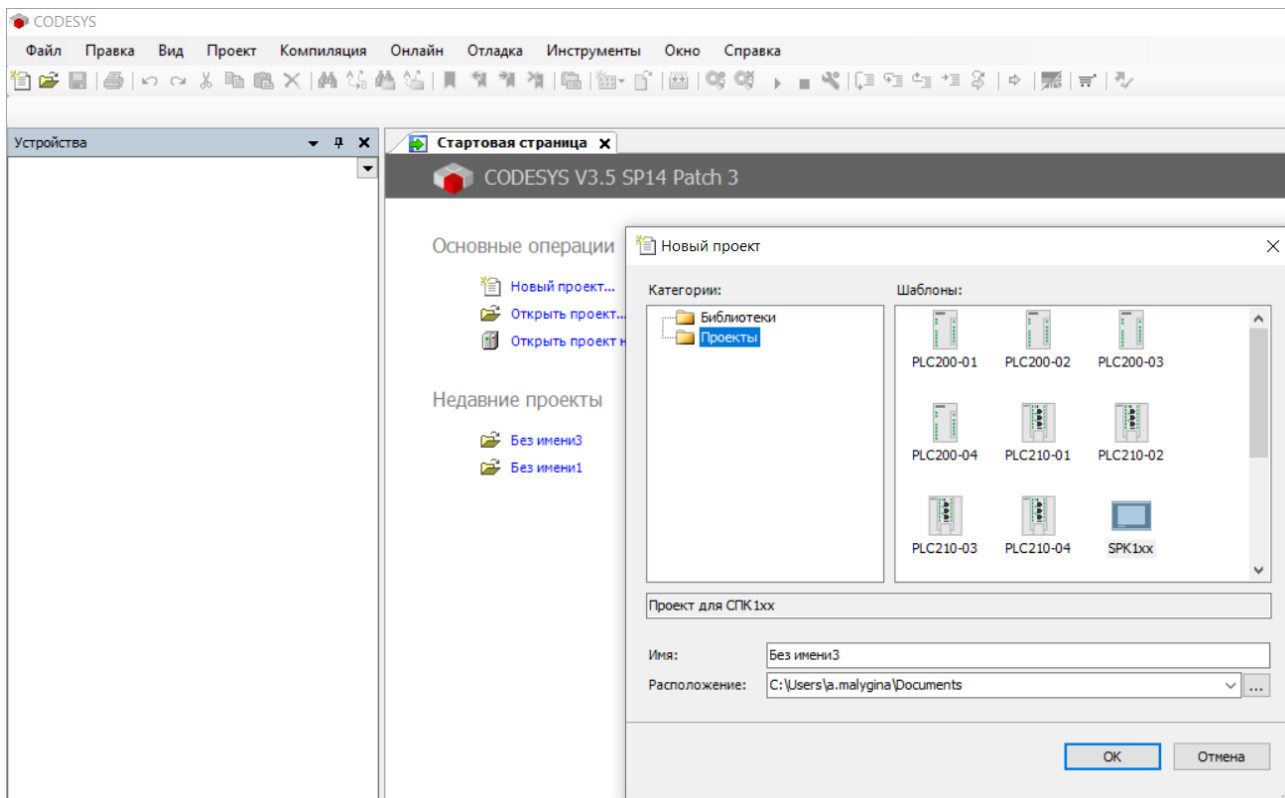 CODESYS
Файл Правка Вид Проект Компиляция Онлайн Отладка Инструменты Окно Справка
Устройства
Стартовая страница
CODESYS V3.5 SP14 Patch 3
Основные операции
Новый проект...
Открыть проект...
Открыть проект н
Недавние проекты
Без имени3
Без имени1
Новый проект
Категории:
Библиотеки
Проекты
Шаблоны:
PLC200-01 PLC200-02 PLC200-03
PLC200-04 PLC210-01 PLC210-02
PLC210-03 PLC210-04 SPK1xx
Проект для СПК1xx
Имя: Без имени3
Расположение: C:\Users\a.malygina\Documents ...
OK Отмена